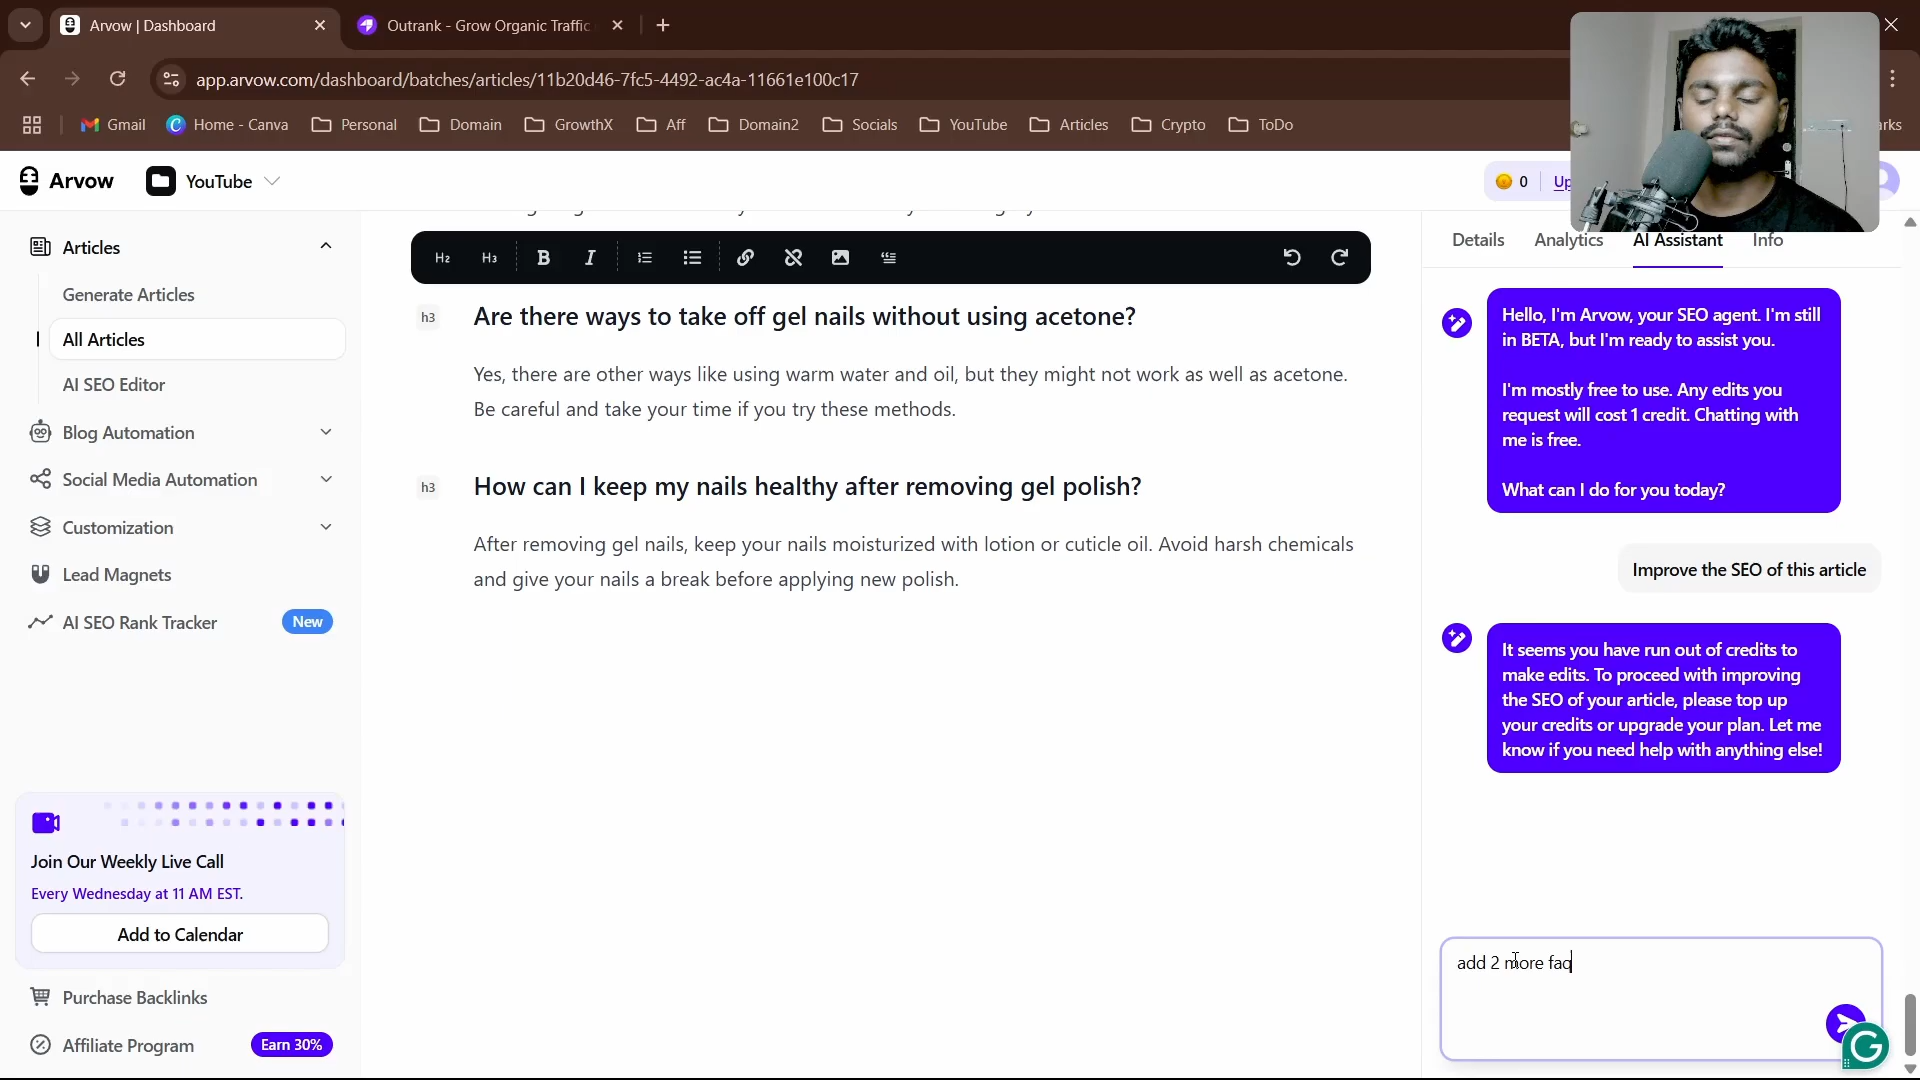 Arvow | Dashboard
Outrank - Grow Organic Traffic
app.arvow.com/dashboard/batches/articles/11b20d46-7fc5-4492-ac4a-11661e100c17
Gmail
Home - Canva
Personal
Domain
GrowthX
Aff
Domain2
Socials
YouTube
Articles
Crypto
ToDo
Arvow
YouTube
0
Articles
Generate Articles
All Articles
AI SEO Editor
Blog Automation
Social Media Automation
Customization
Lead Magnets
AI SEO Rank Tracker
New
Join Our Weekly Live Call
Every Wednesday at 11 AM EST.
Add to Calendar
Purchase Backlinks
Affiliate Program
Earn 30%
H2
H3
B
I
h3
Are there ways to take off gel nails without using acetone?
Yes, there are other ways like using warm water and oil, but they might not work as well as acetone.
Be careful and take your time if you try these methods.
h3
How can I keep my nails healthy after removing gel polish?
After removing gel nails, keep your nails moisturized with lotion or cuticle oil. Avoid harsh chemicals
and give your nails a break before applying new polish.
Details
Analytics
AI Assistant
Info
Hello, I'm Arvow, your SEO agent. I'm still
in BETA, but I'm ready to assist you.
I'm mostly free to use. Any edits you
request will cost 1 credit. Chatting with
me is free.
What can I do for you today?
Improve the SEO of this article
It seems you have run out of credits to
make edits. To proceed with improving
the SEO of your article, please top up
your credits or upgrade your plan. Let me
know if you need help with anything else!
add 2 more faq